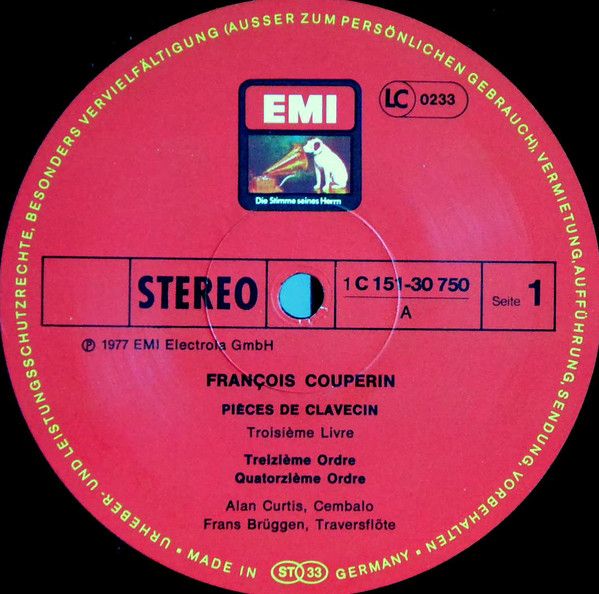 URHEBER- UND LEISTUNGSSCHUTZRECHTE, BESONDERS VERVIELFÄLTIGUNG (AUSSER ZUM PERSÖNLICHEN GEBRAUCH), VERMIETUNG, AUFFÜHRUNG, SENDUNG, VORBEHALTEN
EMI
Die Stimme seines Herrn
LC 0233
STEREO
1 C 151-30 750
A
Seite 1
℗ 1977 EMI Electrola GmbH
FRANÇOIS COUPERIN
PIÈCES DE CLAVECIN
Troisième Livre
Treizième Ordre
Quatorzième Ordre
Alan Curtis, Cembalo
Frans Brüggen, Traversflöte
• MADE IN ST 33 GERMANY •